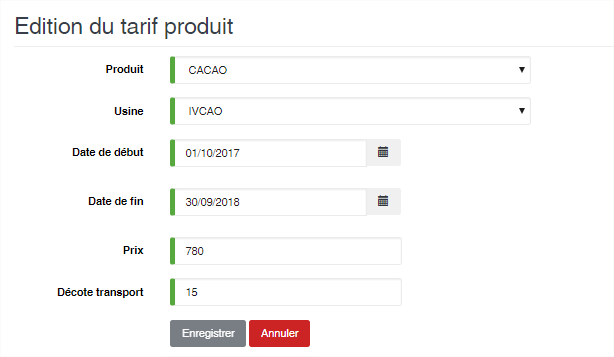 Edition du tarif produit
Produit CACAO
Usine IVCAO
Date de début 01/10/2017
Date de fin 30/09/2018
Prix 780
Décote transport 15
Enregistrer Annuler